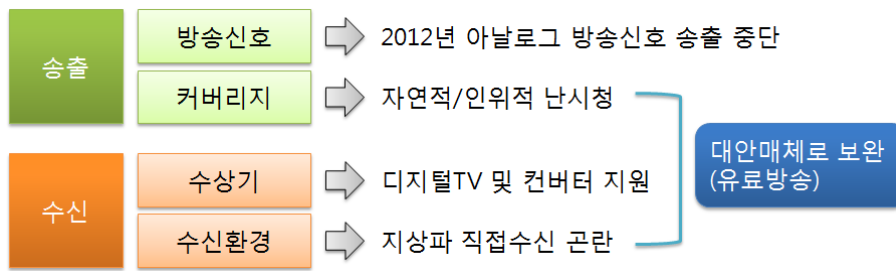 송출
방송신호
2012년 아날로그 방송신호 송출 중단
커버리지
자연적/인위적 난시청
수신
수상기
디지털TV 및 컨버터 지원
수신환경
지상파 직접수신 곤란
대안매체로 보완
(유료방송)